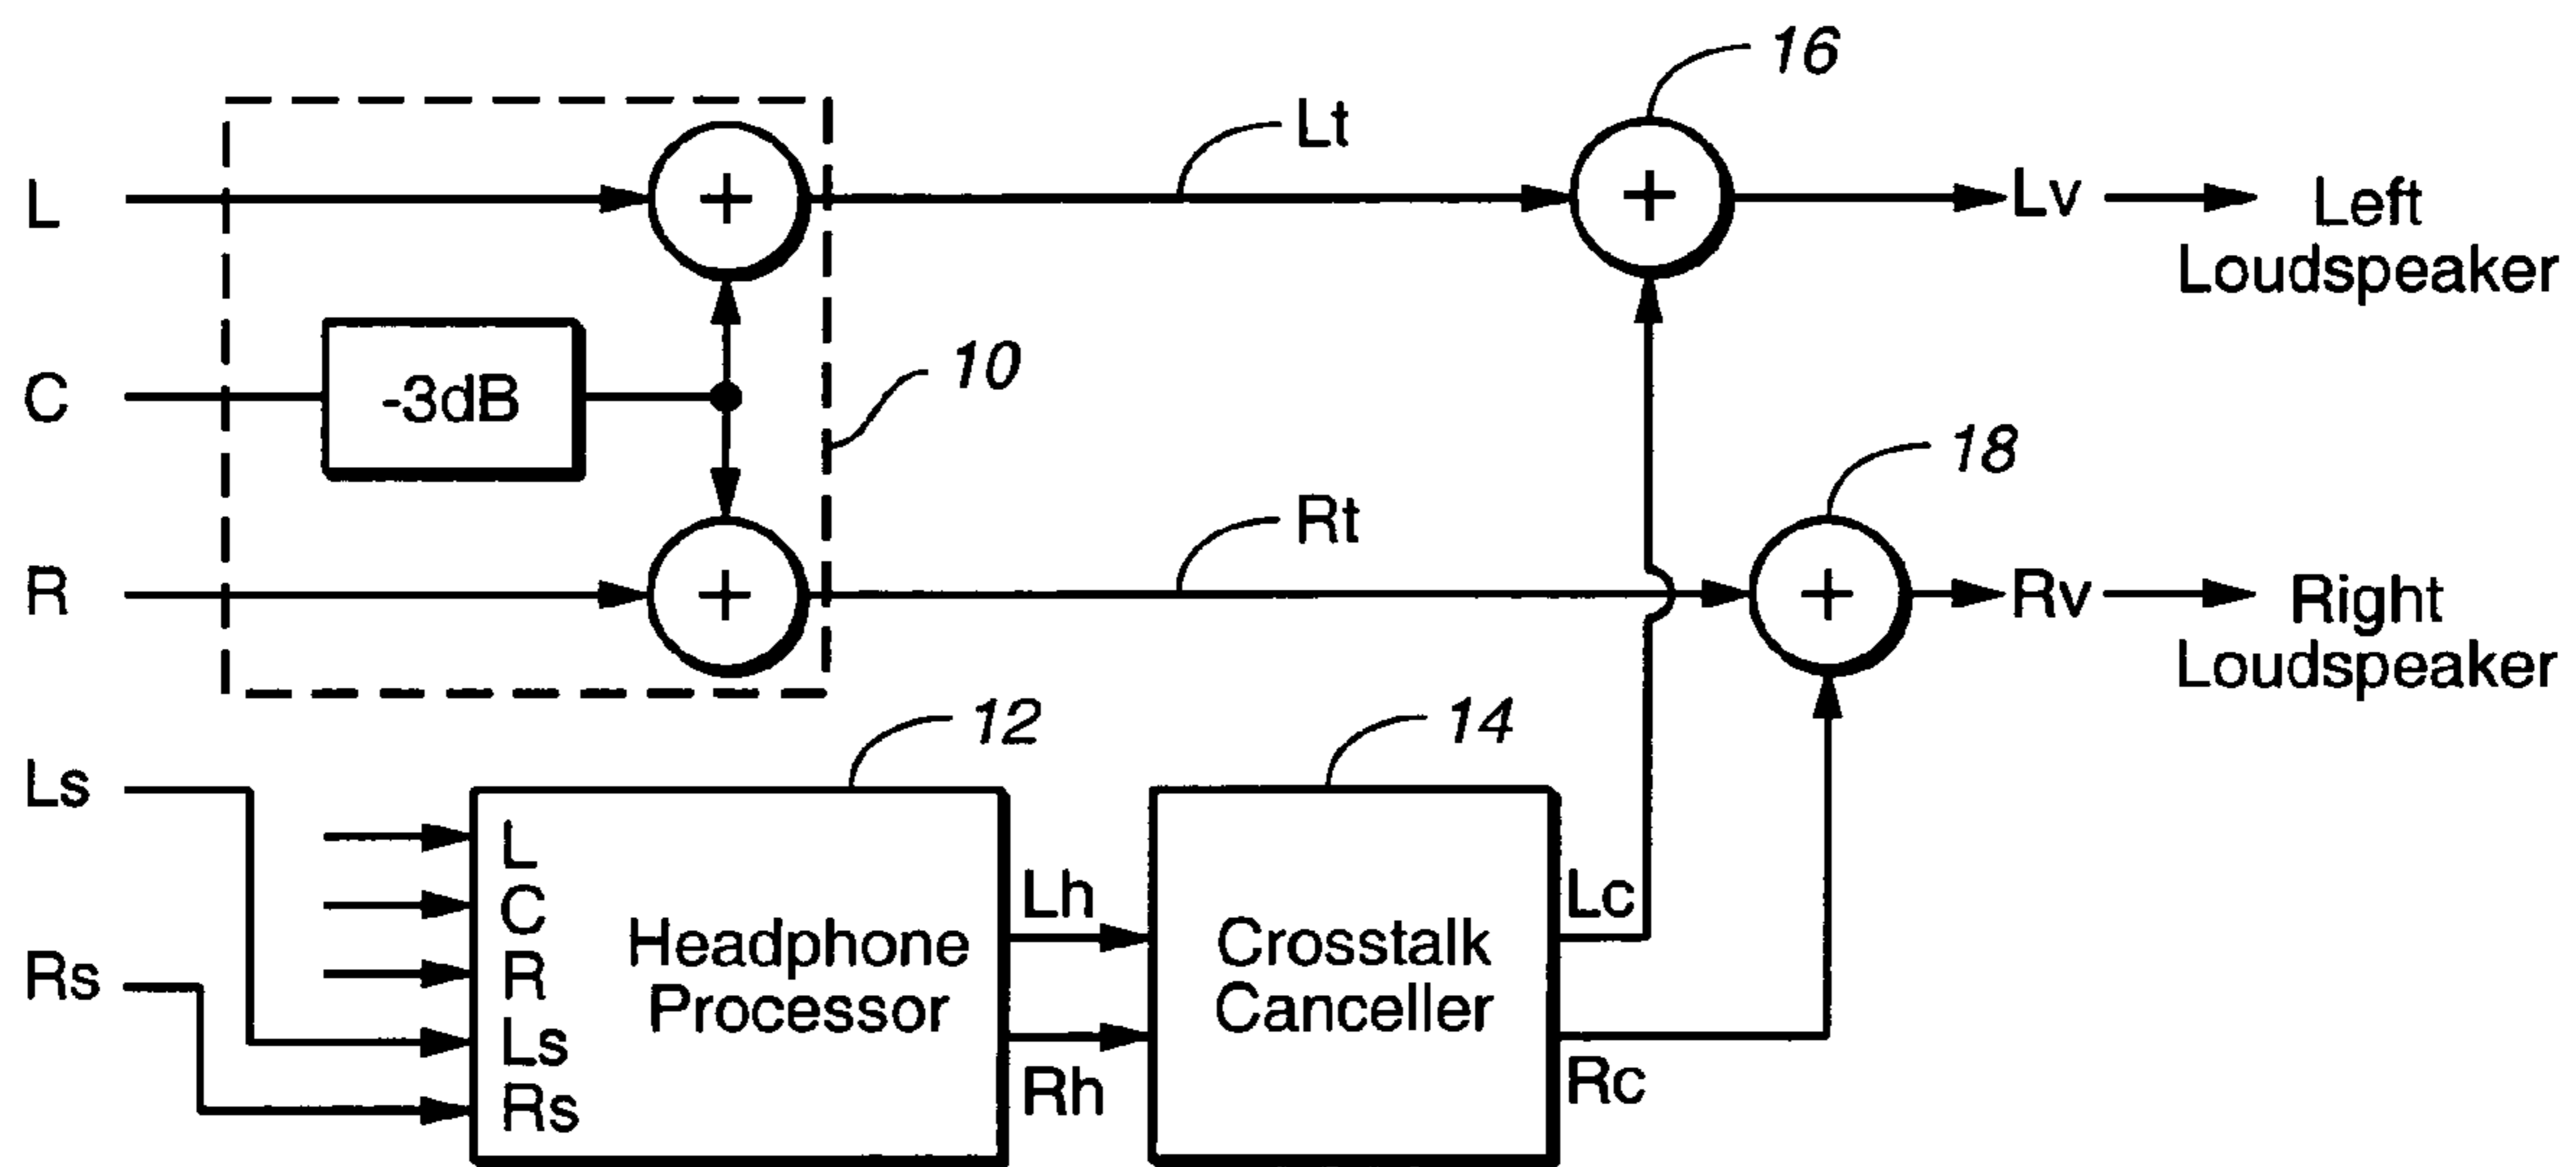 16
Lt
L
+
+
Lv
Left
Loudspeaker
C
-3dB
10
18
Rt
R
+
+
Rv
Right
Loudspeaker
12
14
Ls
L
C
R
Ls
Rs
Rs
Headphone
Processor
Lh
Rh
Crosstalk
Canceller
Lc
Rc